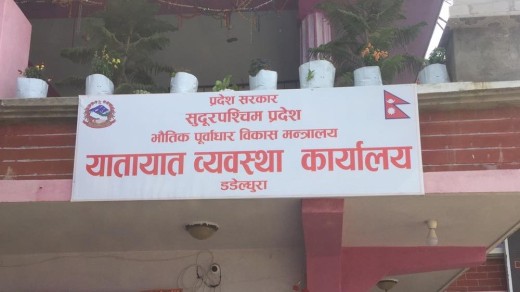 प्रदेश सरकार
सुदूरपश्चिम प्रदेश
भौतिक पूर्वाधार विकास मन्त्रालय
यातायात व्यवस्था कार्यालय
डडेल्धुरा